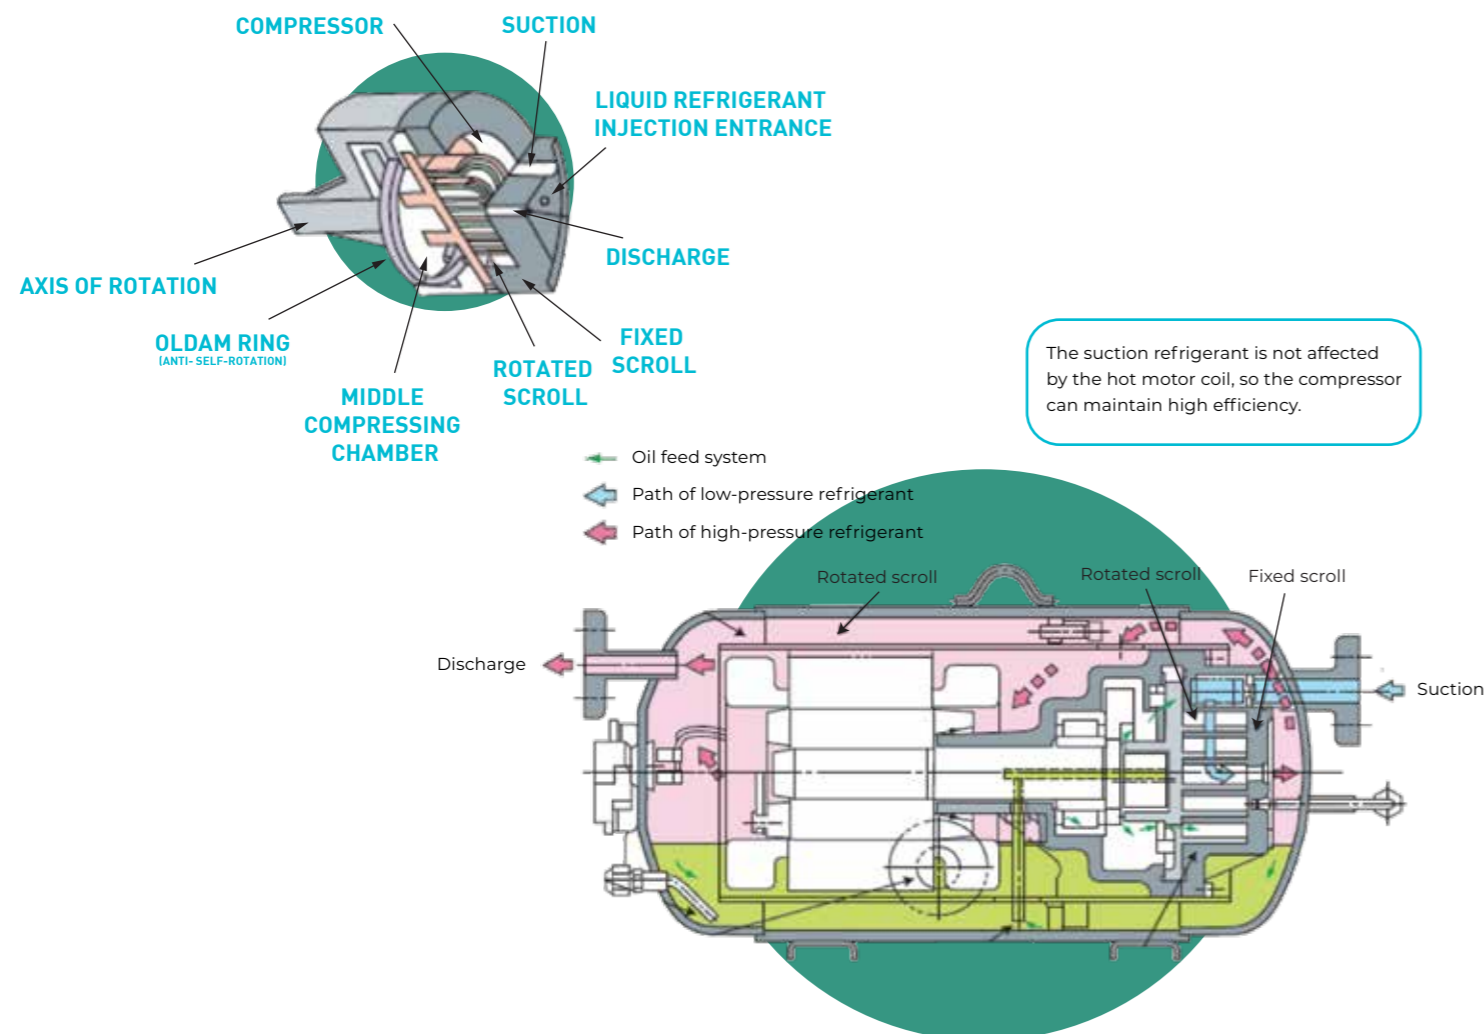 COMPRESSOR
SUCTION
LIQUID REFRIGERANT
INJECTION ENTRANCE
DISCHARGE
AXIS OF ROTATION
OLDAM RING
(ANTI- SELF-ROTATION)
FIXED
SCROLL
ROTATED
SCROLL
MIDDLE
COMPRESSING
CHAMBER
The suction refrigerant is not affected
by the hot motor coil, so the compressor
can maintain high efficiency.
Oil feed system
Path of low-pressure refrigerant
Path of high-pressure refrigerant
Rotated scroll
Rotated scroll
Fixed scroll
Discharge
Suction